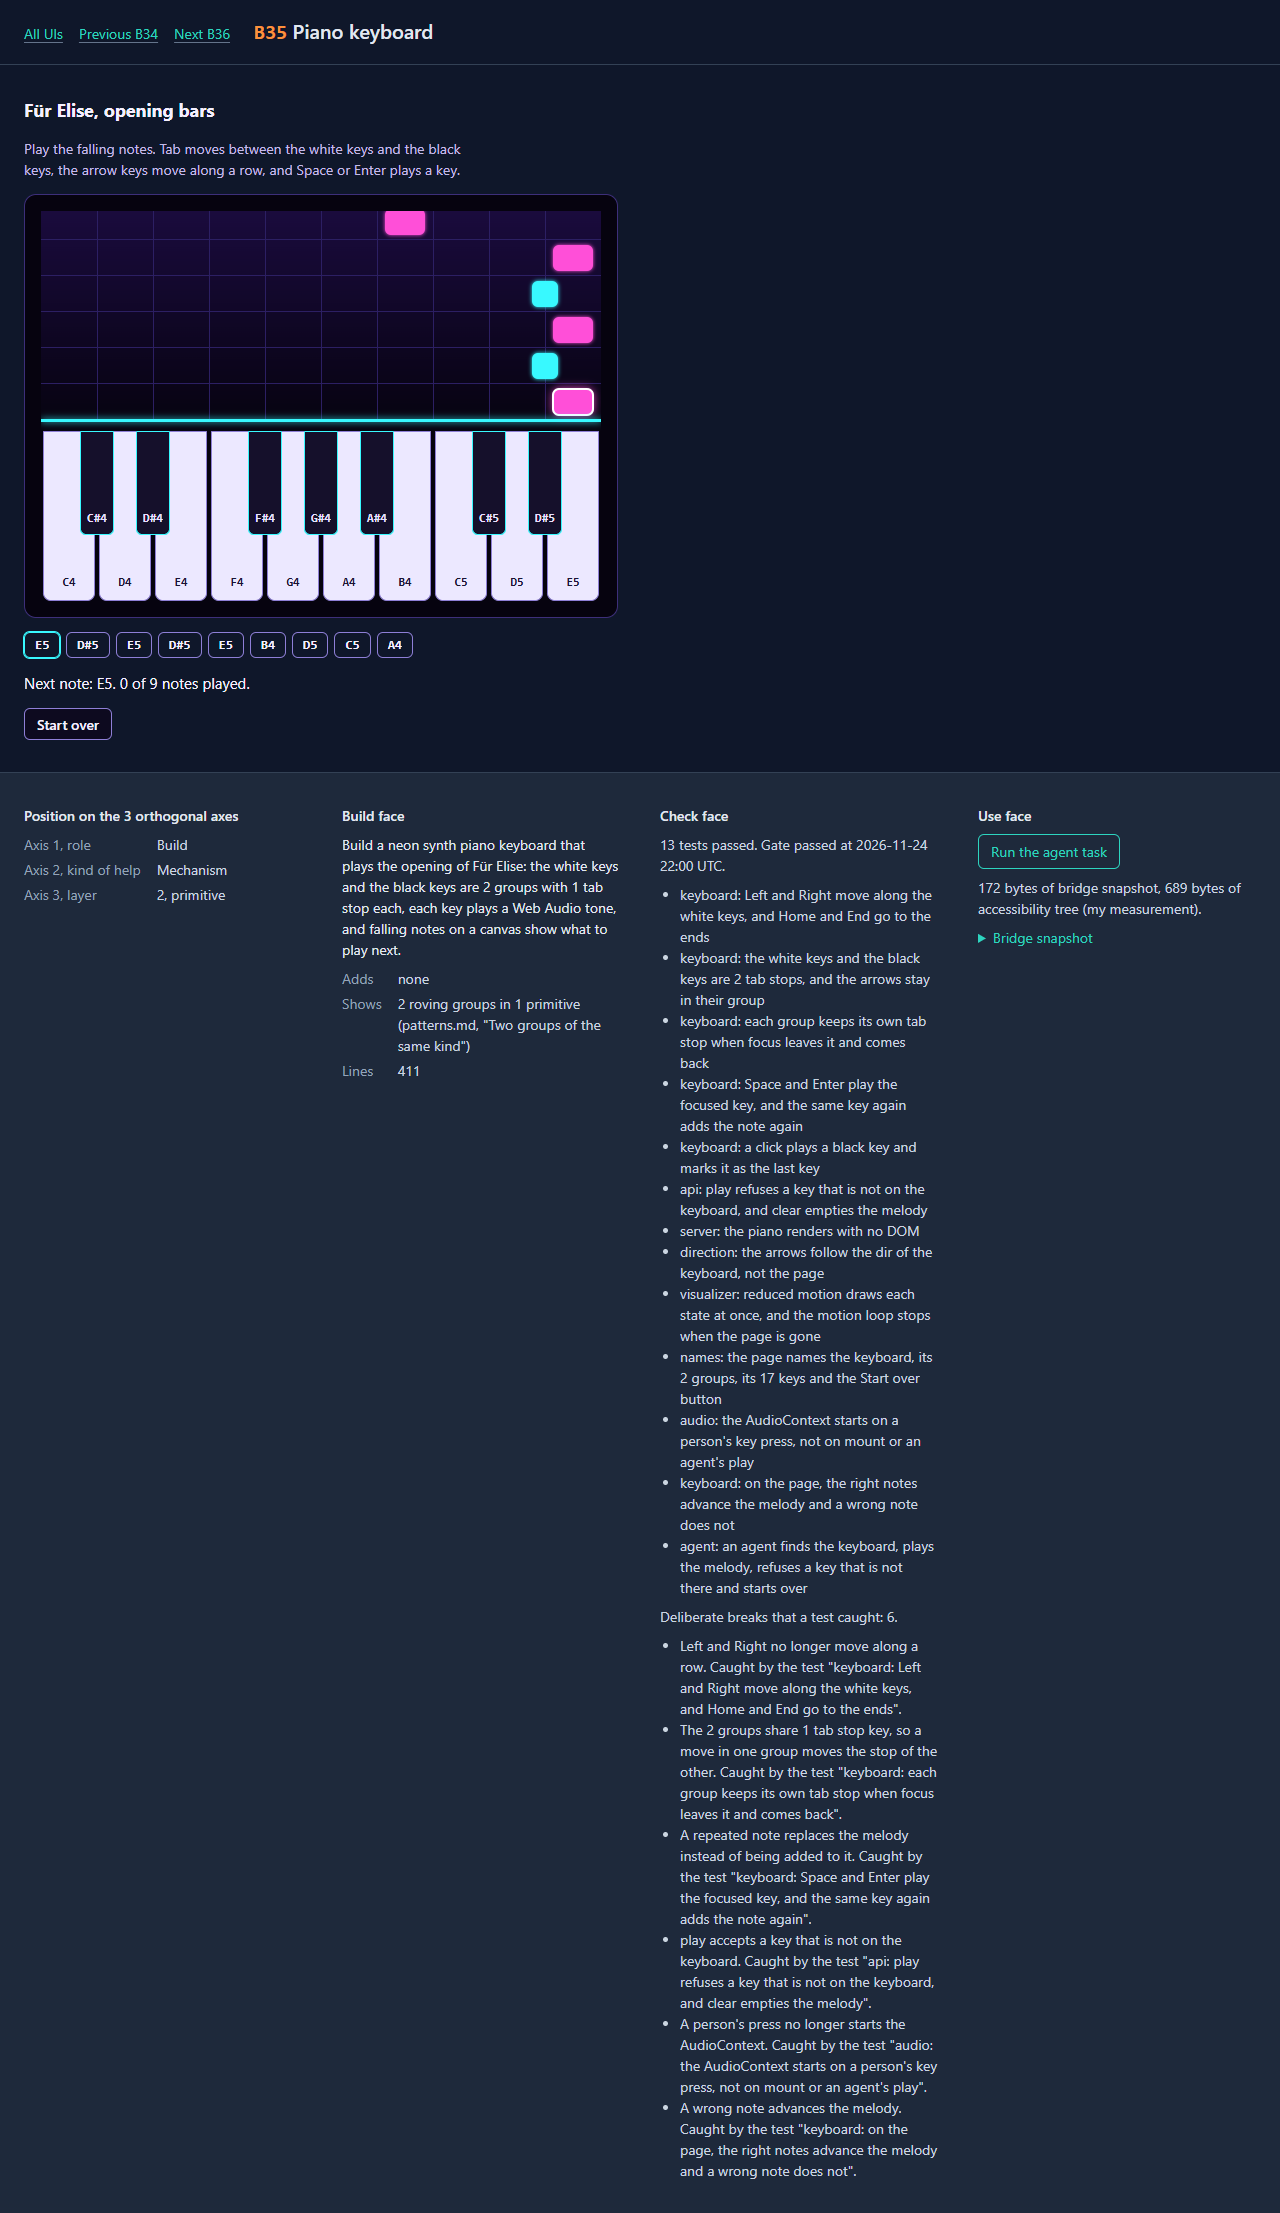 All UIs Previous B34 Next B36 B35 Piano keyboard
Für Elise, opening bars
Play the falling notes. Tab moves between the white keys and the black
keys, the arrow keys move along a row, and Space or Enter plays a key.
C#4 D#4 F#4 G#4 A#4 C#5 D#5
C4 D4 E4 F4 G4 A4 B4 C5 D5 E5
E5 D#5 E5 D#5 E5 B4 D5 C5 A4
Next note: E5. 0 of 9 notes played.
Start over
Position on the 3 orthogonal axes
Axis 1, role Build
Axis 2, kind of help Mechanism
Axis 3, layer 2, primitive
Build face
Build a neon synth piano keyboard that
plays the opening of Für Elise: the white keys
and the black keys are 2 groups with 1 tab
stop each, each key plays a Web Audio tone,
and falling notes on a canvas show what to
play next.
Adds none
Shows 2 roving groups in 1 primitive
(patterns.md, "Two groups of the
same kind")
Lines 411
Check face
13 tests passed. Gate passed at 2026-11-24
22:00 UTC.
• keyboard: Left and Right move along the
white keys, and Home and End go to the
ends
• keyboard: the white keys and the black
keys are 2 tab stops, and the arrows stay
in their group
• keyboard: each group keeps its own tab
stop when focus leaves it and comes
back
• keyboard: Space and Enter play the
focused key, and the same key again
adds the note again
• keyboard: a click plays a black key and
marks it as the last key
• api: play refuses a key that is not on the
keyboard, and clear empties the melody
• server: the piano renders with no DOM
• direction: the arrows follow the dir of the
keyboard, not the page
• visualizer: reduced motion draws each
state at once, and the motion loop stops
when the page is gone
• names: the page names the keyboard, its
2 groups, its 17 keys and the Start over
button
• audio: the AudioContext starts on a
person's key press, not on mount or an
agent's play
• keyboard: on the page, the right notes
advance the melody and a wrong note
does not
• agent: an agent finds the keyboard, plays
the melody, refuses a key that is not
there and starts over
Deliberate breaks that a test caught: 6.
• Left and Right no longer move along a
row. Caught by the test "keyboard: Left
and Right move along the white keys,
and Home and End go to the ends".
• The 2 groups share 1 tab stop key, so a
move in one group moves the stop of the
other. Caught by the test "keyboard: each
group keeps its own tab stop when focus
leaves it and comes back".
• A repeated note replaces the melody
instead of being added to it. Caught by
the test "keyboard: Space and Enter play
the focused key, and the same key again
adds the note again".
• play accepts a key that is not on the
keyboard. Caught by the test "api: play
refuses a key that is not on the keyboard,
and clear empties the melody".
• A person's press no longer starts the
AudioContext. Caught by the test "audio:
the AudioContext starts on a person's key
press, not on mount or an agent's play".
• A wrong note advances the melody.
Caught by the test "keyboard: on the
page, the right notes advance the melody
and a wrong note does not".
Use face
Run the agent task
172 bytes of bridge snapshot, 689 bytes of
accessibility tree (my measurement).
▶ Bridge snapshot